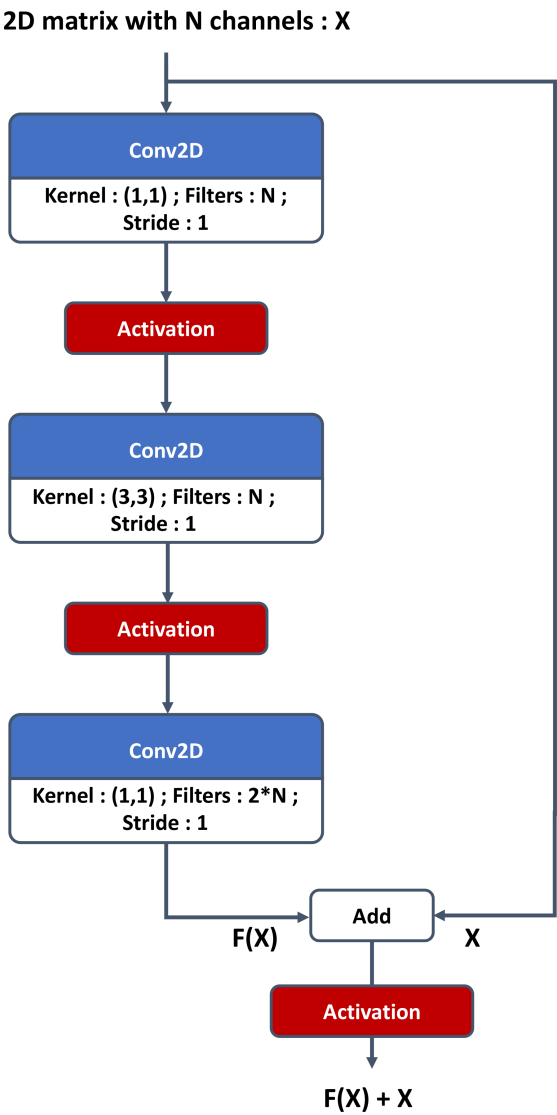 2D matrix with N channels : X
Conv2D
Kernel : (1,1) ; Filters : N ;
Stride : 1
Activation
Conv2D
Kernel : (3,3) ; Filters : N ;
Stride : 1
Activation
Conv2D
Kernel : (1,1) ; Filters : 2*N ;
Stride : 1
Add
F(X)
X
Activation
F(X) + X